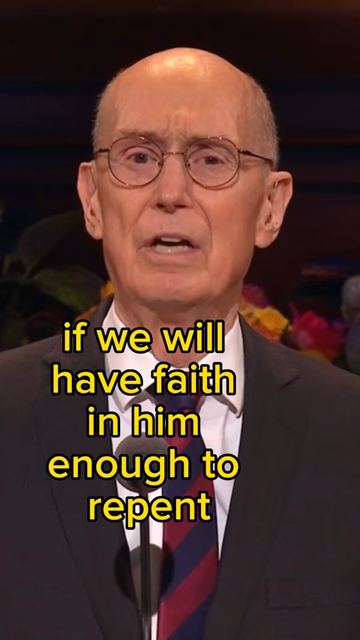 if we will
have faith
in him
enough to
repent